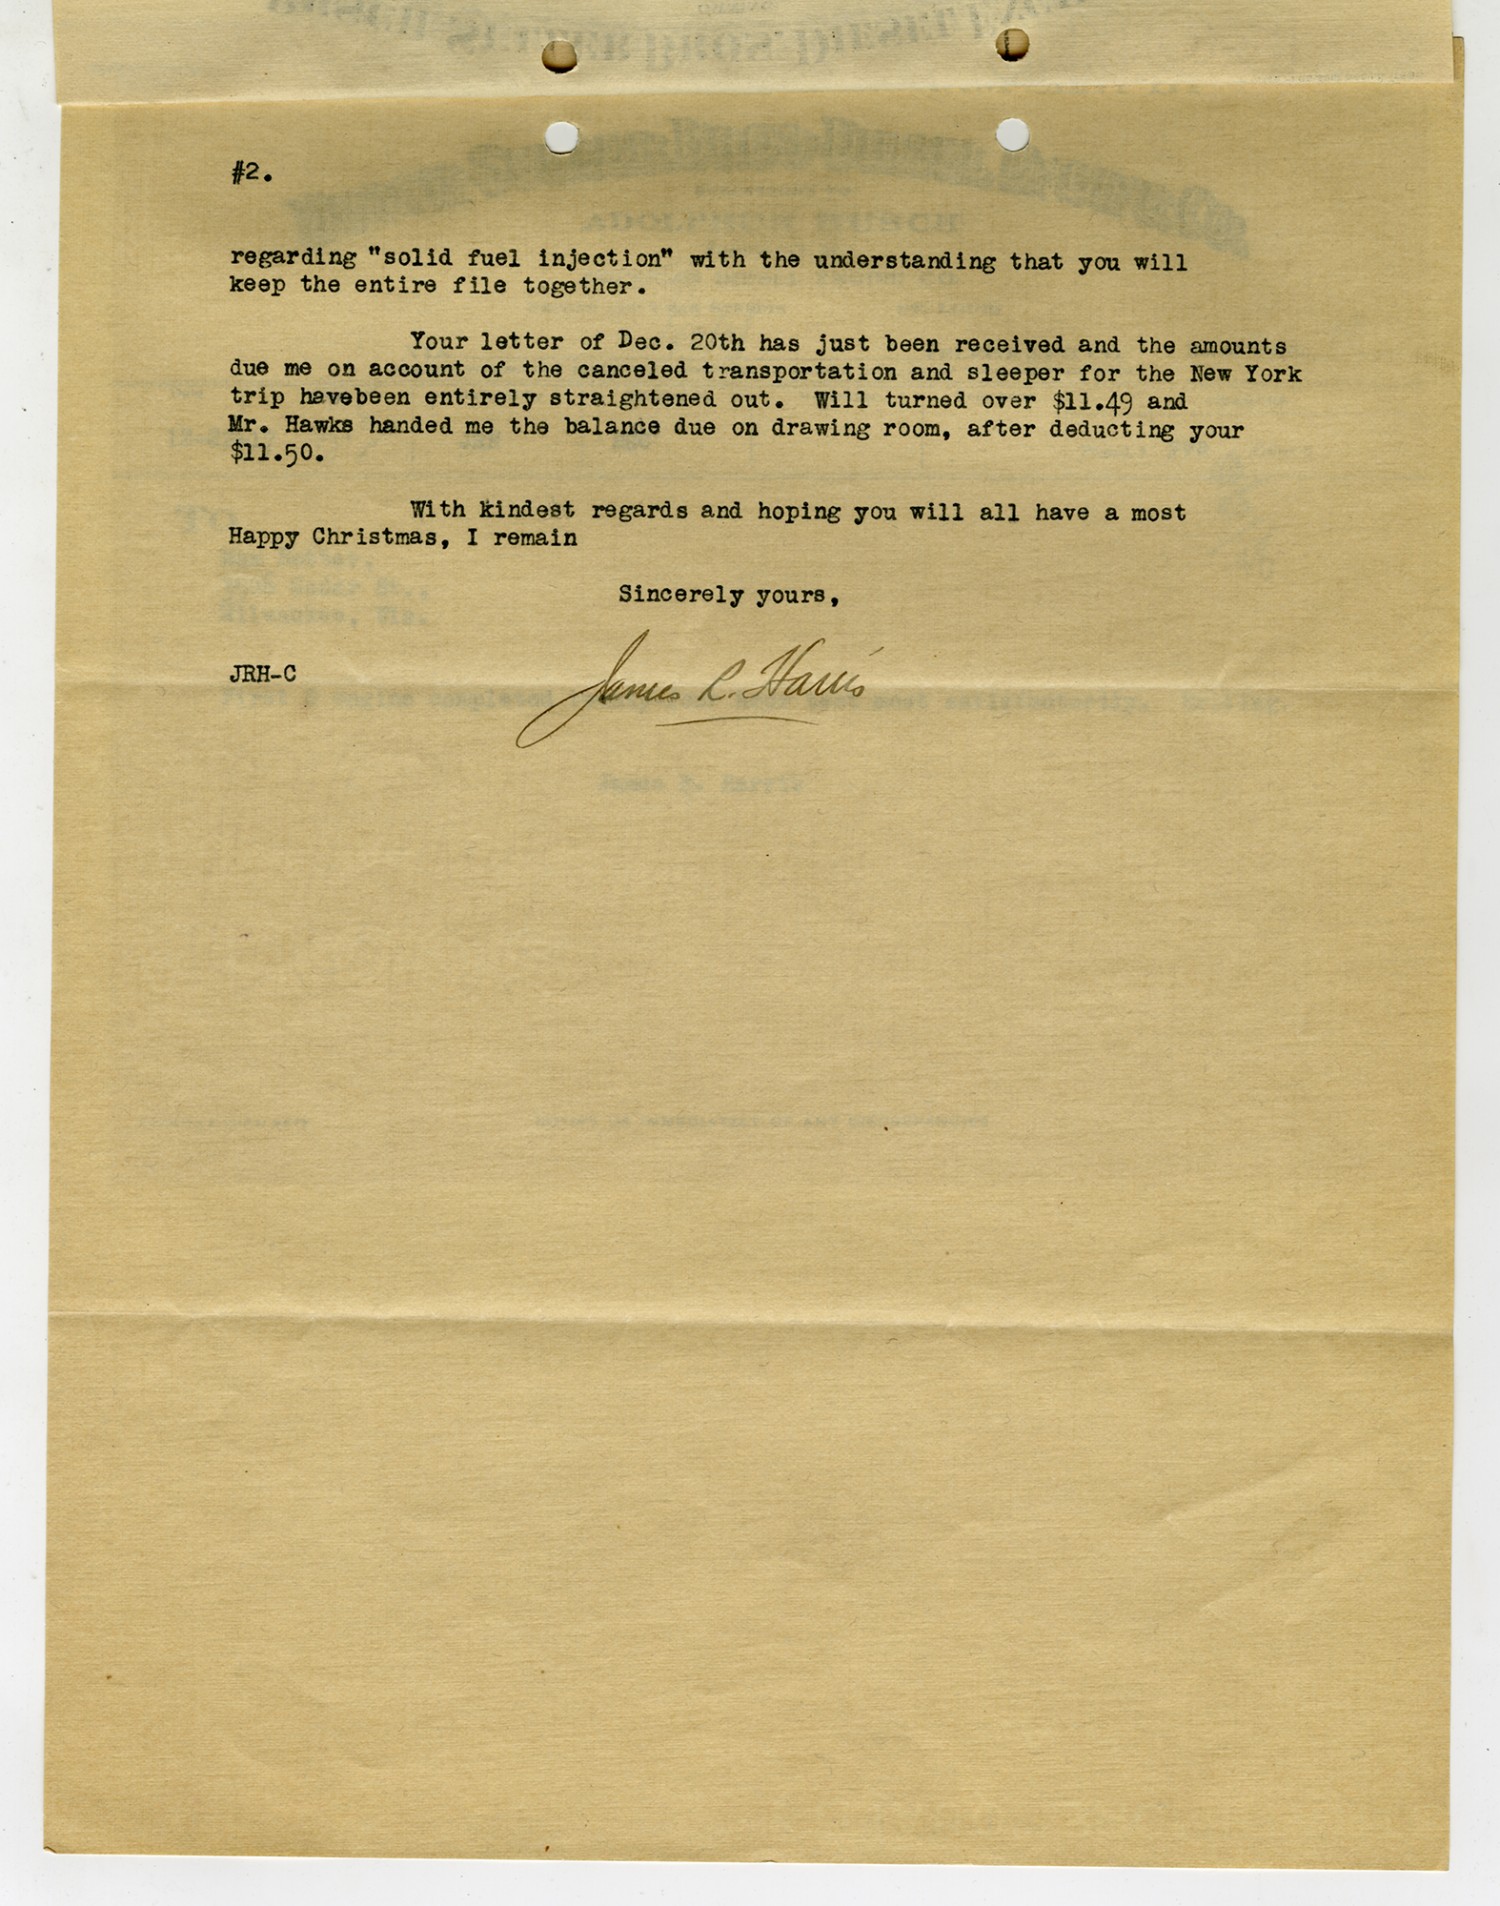 #2.
regarding "solid fuel injection" with the understanding that you will
keep the entire file together.
Your letter of Dec. 20th has just been received and the amounts
due me on account of the canceled transportation and sleeper for the New York
trip havebeen entirely straightened out. Will turned over $11.49 and
Mr. Hawks handed me the balance due on drawing room, after deducting your
$11.50.
With kindest regards and hoping you will all have a most
Happy Christmas, I remain
Sincerely yours,
JRH-C
James R. Harris